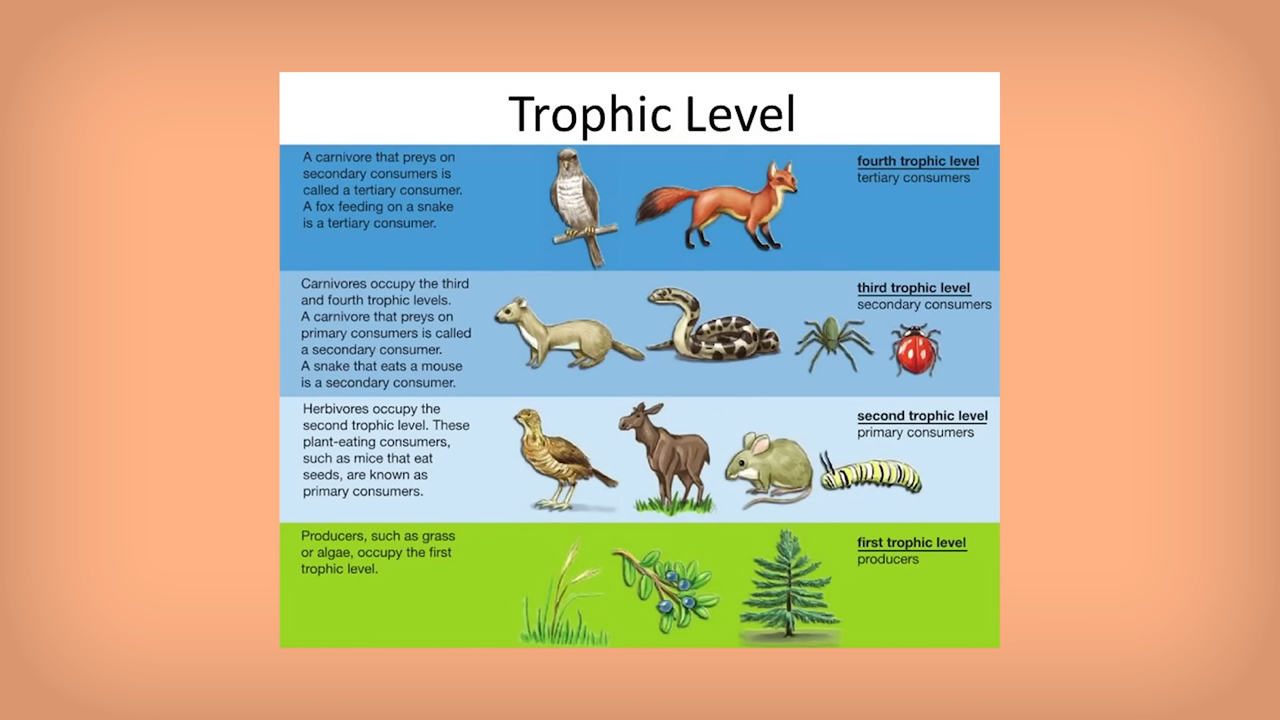 Trophic Level
A carnivore that preys on
secondary consumers is
called a tertiary consumer.
A fox feeding on a snake
is a tertiary consumer.
fourth trophic level
tertiary consumers
Carnivores occupy the third
and fourth trophic levels.
A carnivore that preys on
primary consumers is called
a secondary consumer.
A snake that eats a mouse
is a secondary consumer.
third trophic level
secondary consumers
Herbivores occupy the
second trophic level. These
plant-eating consumers,
such as mice that eat
seeds, are known as
primary consumers.
second trophic level
primary consumers
Producers, such as grass
or algae, occupy the first
trophic level.
first trophic level
producers